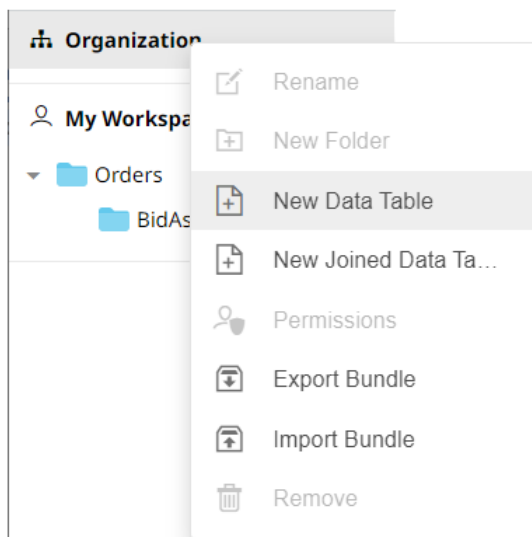 Organization
My Workspa
Orders
BidAs
Rename
New Folder
New Data Table
New Joined Data Ta...
Permissions
Export Bundle
Import Bundle
Remove